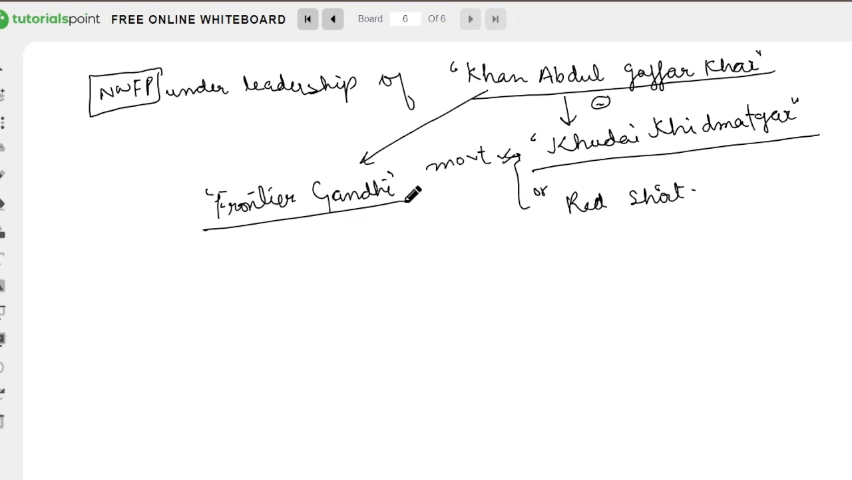 tutorialspoint FREE ONLINE WHITEBOARD Board 6 Of 6
NWFP under leadership of "Khan Abdul gaffar Khan"
movt "Khudai Khidmatgar"
"Frontier Gandhi" or Red Shirt.